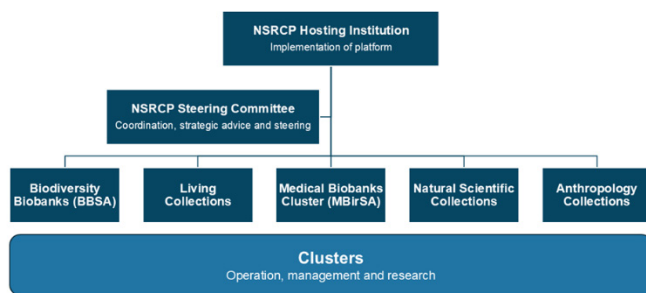 NSRCP Hosting Institution
Implementation of platform
NSRCP Steering Committee
Coordination, strategic advice and steering
Biodiversity
Biobanks (BBSA)
Living
Collections
Medical Biobanks
Cluster (MBirSA)
Natural Scientific
Collections
Anthropology
Collections
Clusters
Operation, management and research